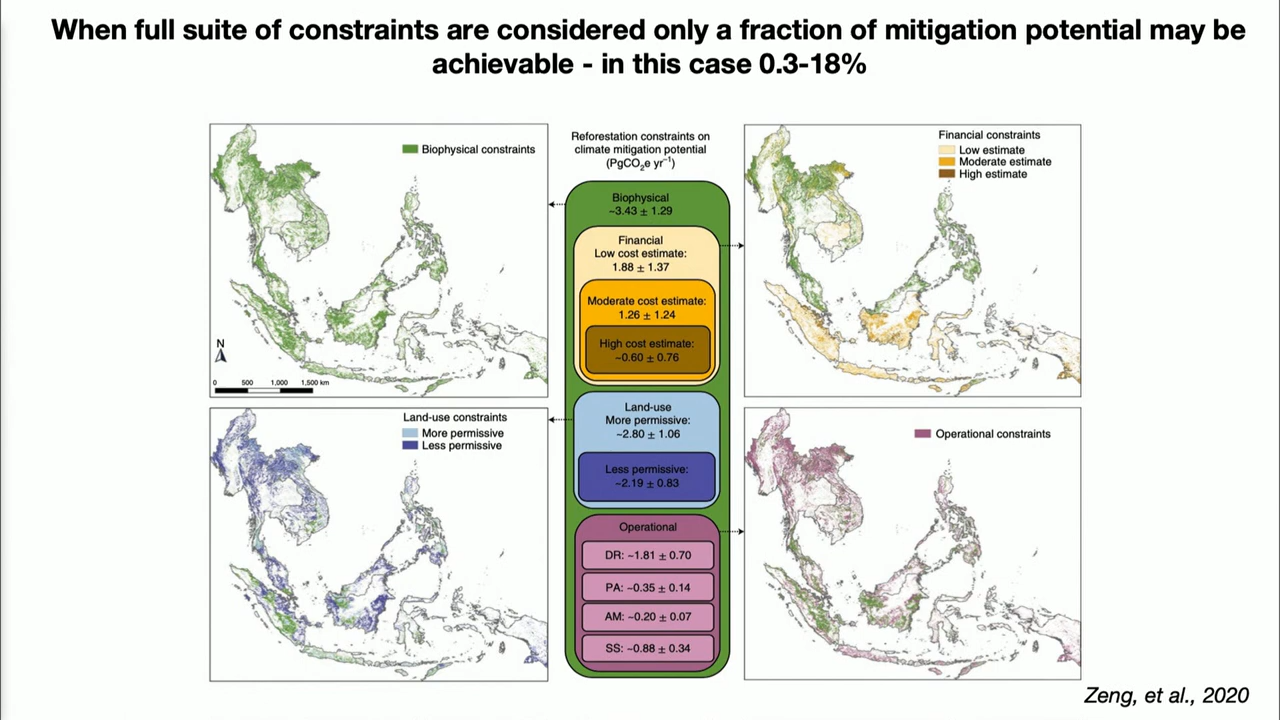 When full suite of constraints are considered only a fraction of mitigation potential may be
achievable - in this case 0.3-18%
Biophysical constraints
N
0 500 1,000 1,500 km
Reforestation constraints on
climate mitigation potential
(PgCO₂e yr⁻¹)
Biophysical
~3.43 ± 1.29
Financial
Low cost estimate:
1.88 ± 1.37
Moderate cost estimate:
1.26 ± 1.24
High cost estimate:
~0.60 ± 0.76
Land-use
More permissive:
~2.80 ± 1.06
Less permissive:
~2.19 ± 0.83
Operational
DR: ~1.81 ± 0.70
PA: ~0.35 ± 0.14
AM: ~0.20 ± 0.07
SS: ~0.88 ± 0.34
Financial constraints
Low estimate
Moderate estimate
High estimate
Land-use constraints
More permissive
Less permissive
Operational constraints
Zeng, et al., 2020